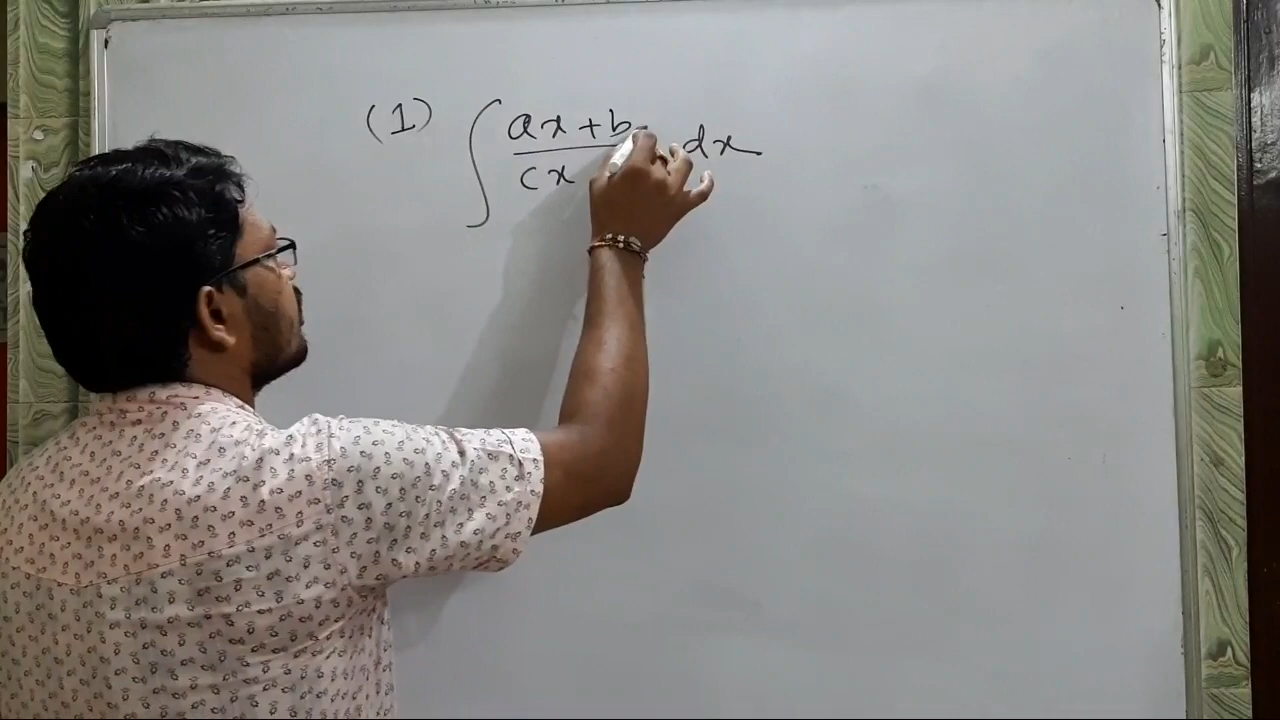 (1) ∫ (ax+b)/(cx dx